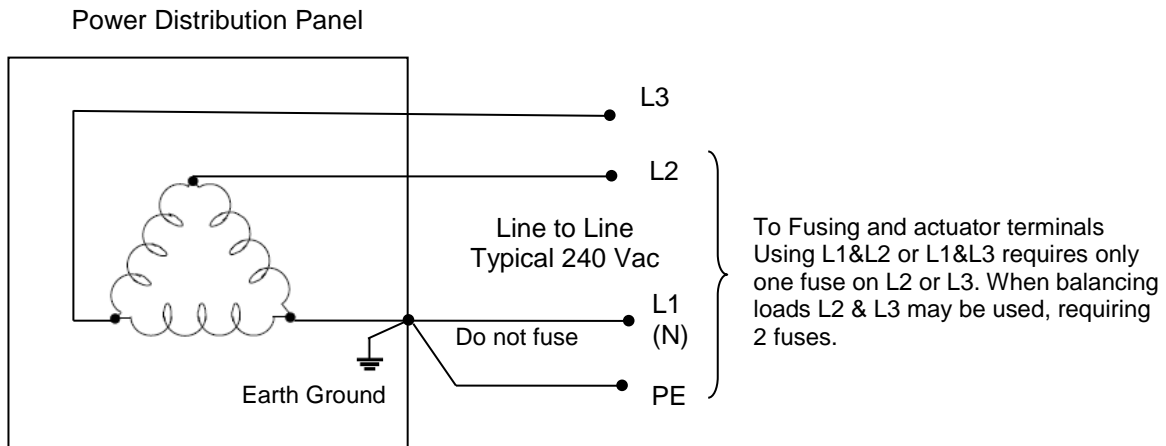 Power Distribution Panel
L3
L2
Line to Line
Typical 240 Vac
To Fusing and actuator terminals
Using L1&L2 or L1&L3 requires only
one fuse on L2 or L3. When balancing
loads L2 & L3 may be used, requiring
2 fuses.
L1
(N)
Do not fuse
Earth Ground
PE